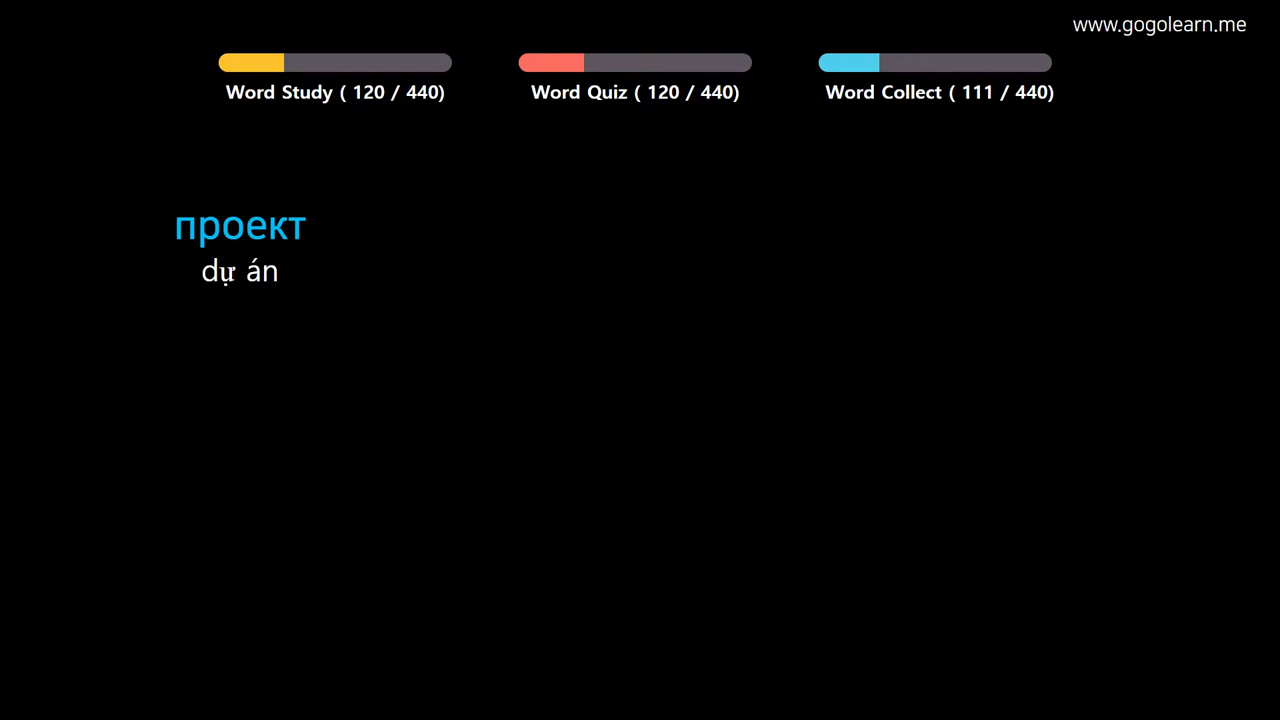 www.gogolearn.me
Word Study ( 120 / 440)
Word Quiz ( 120 / 440)
Word Collect ( 111 / 440)
проект
dự án